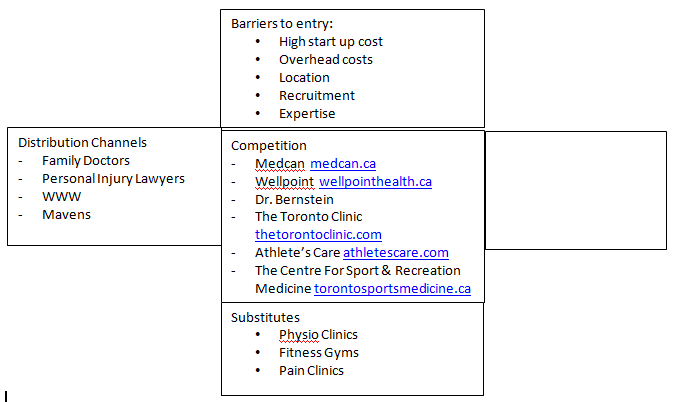 Barriers to entry:
• High start up cost
• Overhead costs
• Location
• Recruitment
• Expertise
Distribution Channels
- Family Doctors
- Personal Injury Lawyers
- WWW
- Mavens
Competition
- Medcan medcan.ca
- Wellpoint wellpointhealth.ca
- Dr. Bernstein
- The Toronto Clinic
thetorontoclinic.com
- Athlete's Care athletescare.com
- The Centre For Sport & Recreation
Medicine torontosportsmedicine.ca
Substitutes
• Physio Clinics
• Fitness Gyms
• Pain Clinics